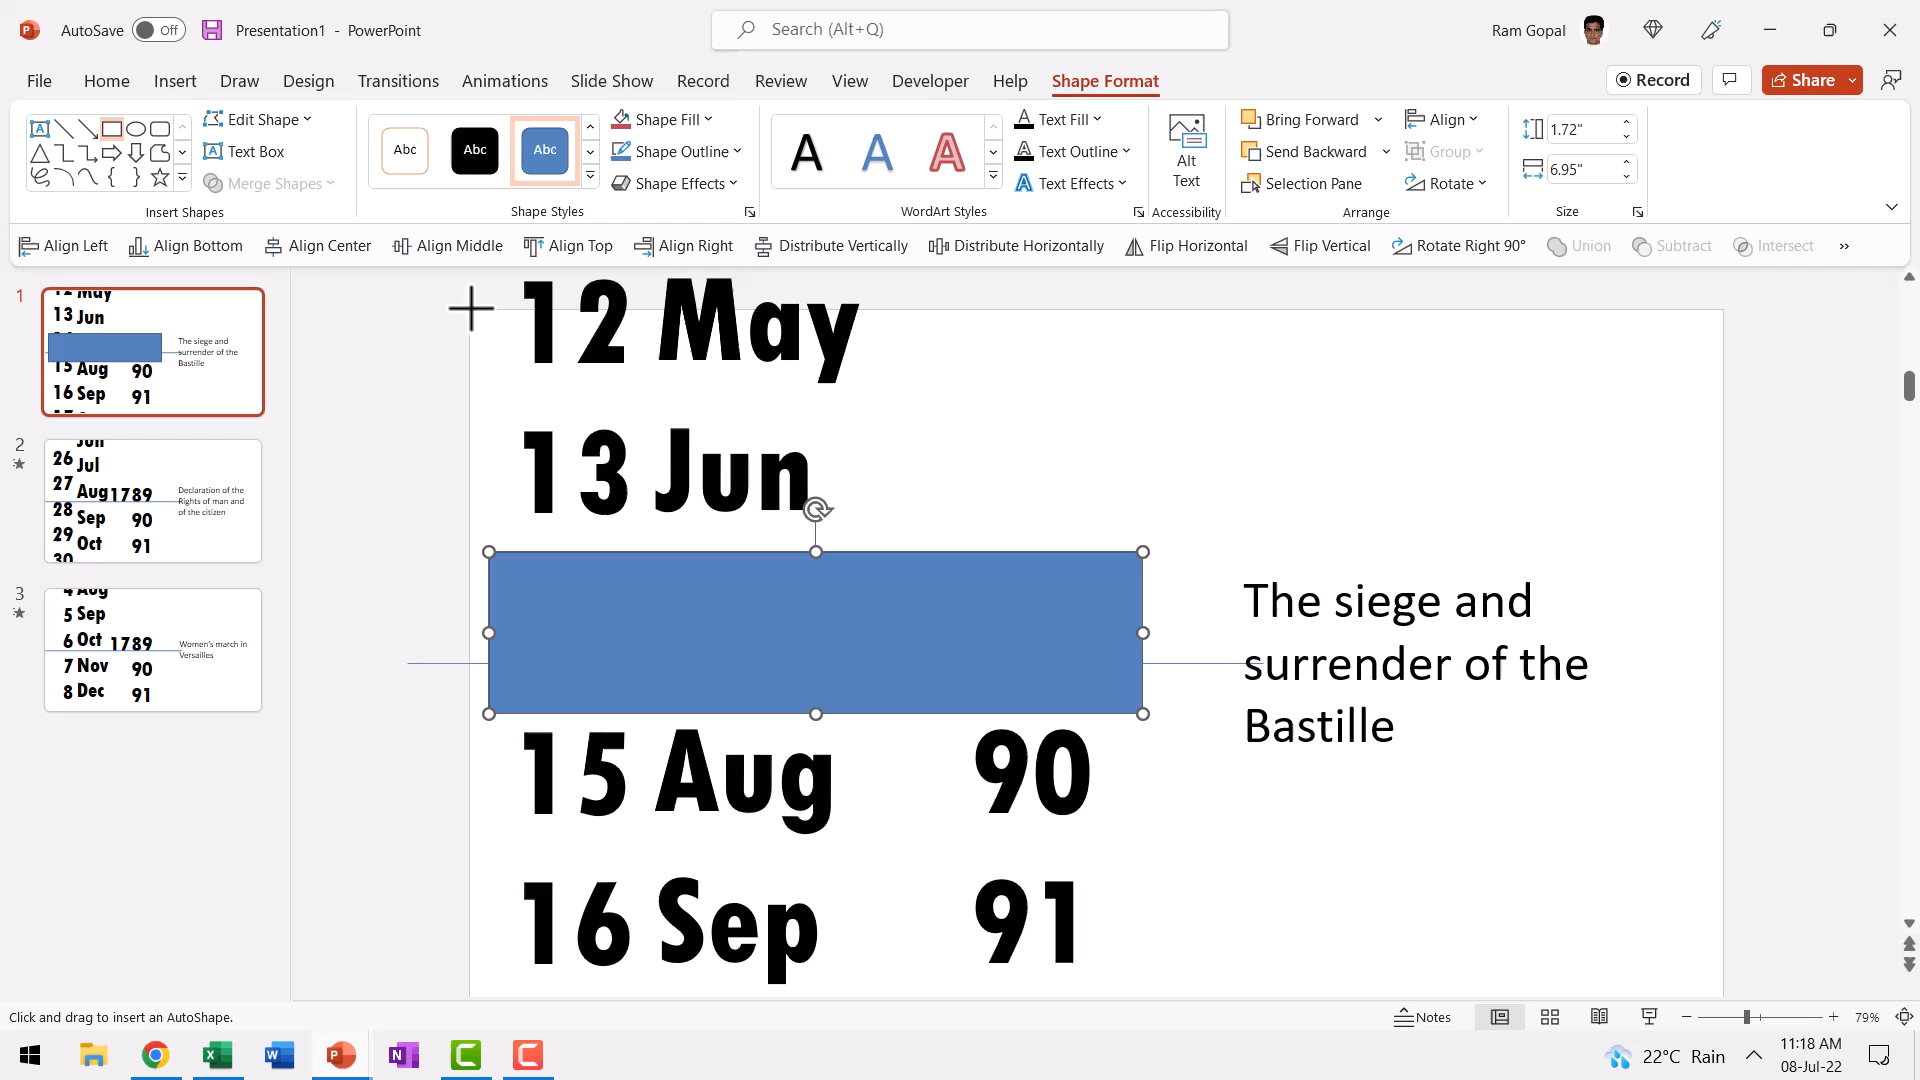 AutoSave Off Presentation1 - PowerPoint Search (Alt+Q) Ram Gopal
File Home Insert Draw Design Transitions Animations Slide Show Record Review View Developer Help Shape Format Record Share
Edit Shape
Text Box
Merge Shapes
Insert Shapes
Abc Abc Abc
Shape Fill
Shape Outline
Shape Effects
Shape Styles
A A A
Text Fill
Text Outline
Text Effects
WordArt Styles
Alt
Text
Accessibility
Bring Forward
Send Backward
Selection Pane
Align
Group
Rotate
Arrange
1.72"
6.95"
Size
Align Left Align Bottom Align Center Align Middle Align Top Align Right Distribute Vertically Distribute Horizontally Flip Horizontal Flip Vertical Rotate Right 90° Union Subtract Intersect »
1
12 May
13 Jun
15 Aug 90
16 Sep 91
The siege and
surrender of the
Bastille
2
Jun
26 Jul
27 Aug 1789
28 Sep 90
29 Oct 91
30
Declaration of the
Rights of man and
of the citizen
3
4 Aug
5 Sep
6 Oct 1789
7 Nov 90
8 Dec 91
Women's march in
Versailles
12 May
13 Jun
15 Aug 90
16 Sep 91
The siege and
surrender of the
Bastille
Click and drag to insert an AutoShape.
Notes
79%
22°C Rain
11:18 AM
08-Jul-22